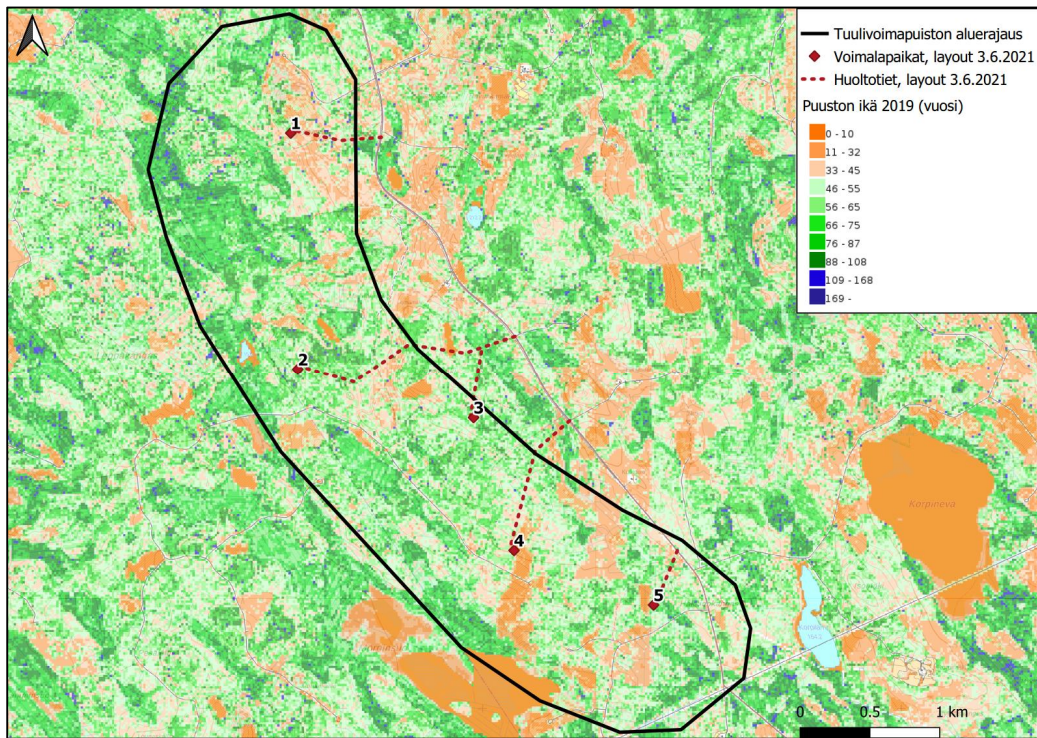 Tuulivoimapuiston aluerajaus
Voimalapaikat, layout 3.6.2021
Huoltotiet, layout 3.6.2021
Puuston ikä 2019 (vuosi)
0 - 10
11 - 32
33 - 45
46 - 55
56 - 65
66 - 75
76 - 87
88 - 108
109 - 168
169 -
1
2
3
4
Korpineva
5
0 0.5 1 km